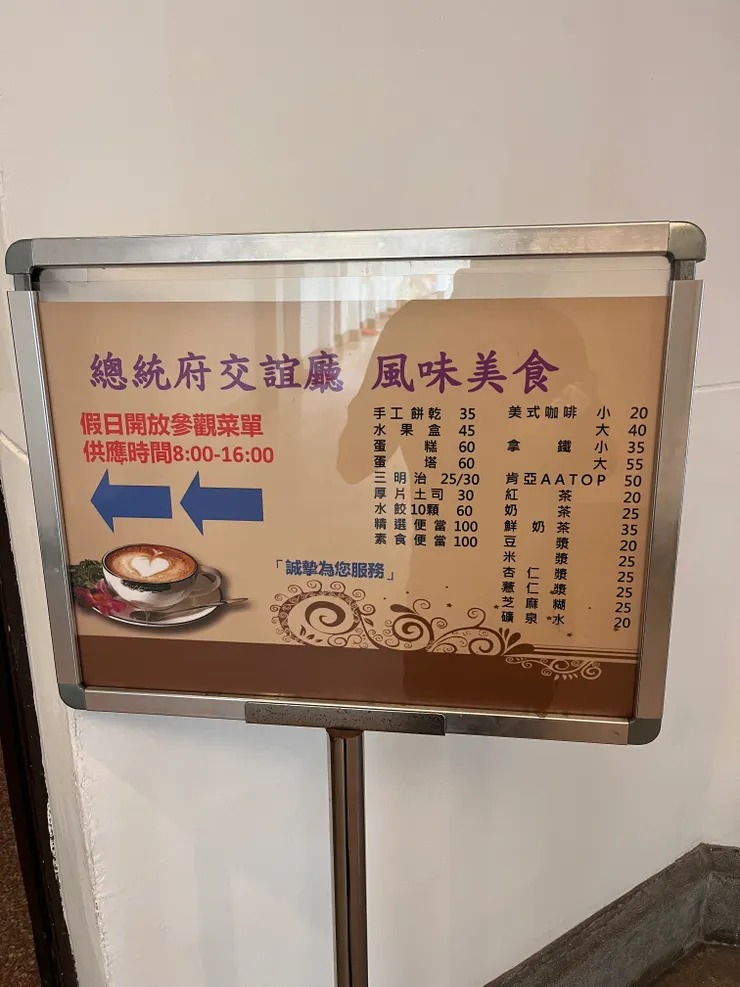 總統府交誼廳 風味美食
假日開放參觀菜單
供應時間8:00-16:00
手工餅乾 35
水果盒 45
蛋糕 60
蛋塔 60
三明治 25/30
厚片土司 30
水餃10顆 60
精選便當 100
素食便當 100
「誠摯為您服務」
美式咖啡 小 20
大 40
拿鐵 小 35
大 55
肯亞AATOP 50
紅茶 20
奶茶 25
鮮奶茶 35
豆漿 20
米漿 25
杏仁漿 25
薏仁漿 25
芝麻糊 25
礦泉水 20